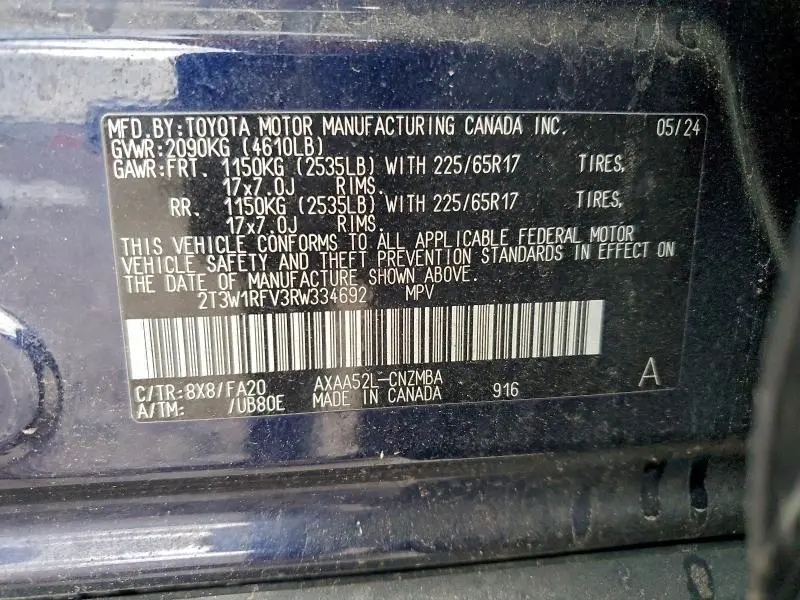 MFD.BY:TOYOTA MOTOR MANUFACTURING CANADA INC. 05/24
GVWR:2090KG (4610LB)
GAWR:FRT. 1150KG (2535LB) WITH 225/65R17 TIRES,
17x7.0J RIMS.
RR. 1150KG (2535LB) WITH 225/65R17 TIRES,
17x7.0J RIMS.
THIS VEHICLE CONFORMS TO ALL APPLICABLE FEDERAL MOTOR
VEHICLE SAFETY AND THEFT PREVENTION STANDARDS IN EFFECT ON
THE DATE OF MANUFACTURE SHOWN ABOVE.
2T3W1RFV3RW334692 MPV
C/TR:8X8/FA20 AXAA52L-CNZMBA A
A/TM: /UB80E MADE IN CANADA 916